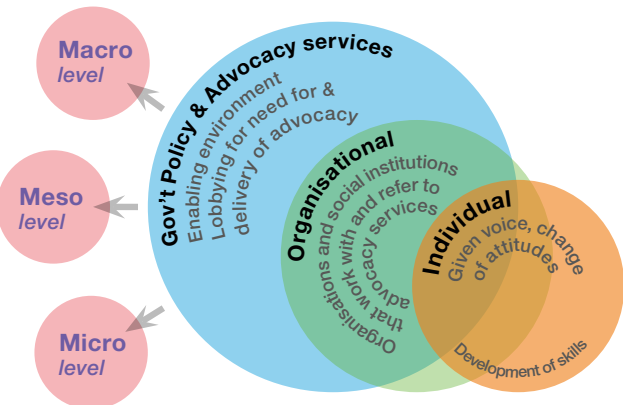 Macro
level
Meso
level
Micro
level
Gov't Policy & Advocacy services
Enabling environment
Lobbying for need for &
delivery of advocacy
Organisational
Organisations and social institutions
that work with and refer to
advocacy services
Individual
Given voice, change
of attitudes
Development of skills